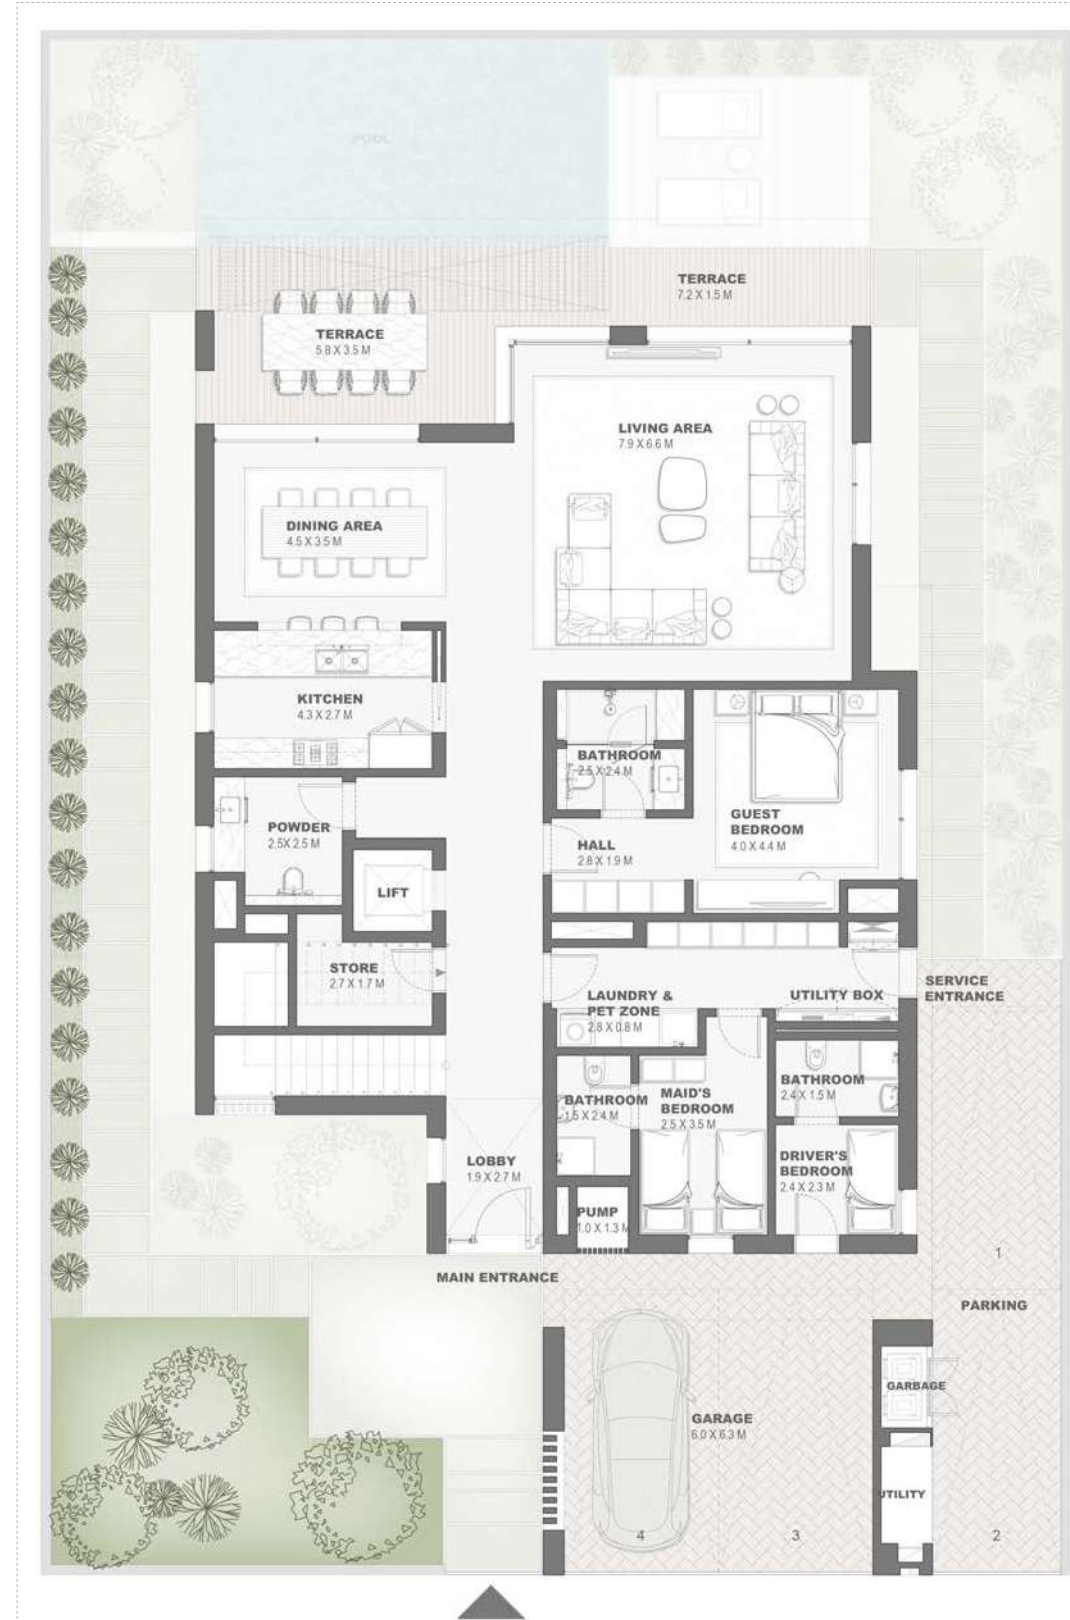 POOL
TERRACE
7.2 X 1.5 M
TERRACE
5.8 X 3.5 M
LIVING AREA
7.9 X 6.6 M
DINING AREA
4.5 X 3.5 M
KITCHEN
4.3 X 2.7 M
BATHROOM
2.5 X 2.4 M
GUEST
BEDROOM
4.0 X 4.4 M
POWDER
2.5X 2.5 M
HALL
2.8 X 1.9 M
LIFT
STORE
2.7 X 1.7 M
LAUNDRY &
PET ZONE
2.8 X 0.8 M
UTILITY BOX
SERVICE
ENTRANCE
BATHROOM
1.5 X 2.4 M
MAID'S
BEDROOM
2.5 X 3.5 M
BATHROOM
2.4 X 1.5 M
LOBBY
1.9 X 2.7 M
DRIVER'S
BEDROOM
2.4 X 2.3 M
PUMP
1.0 X 1.3 M
MAIN ENTRANCE
1
PARKING
GARBAGE
GARAGE
6.0 X 6.3 M
UTILITY
4
3
2